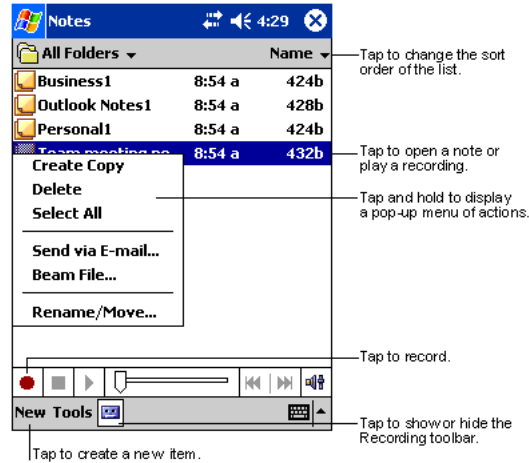 Notes 4:29
All Folders Name
Tap to change the sort
order of the list.
Business1 8:54 a 424b
Outlook Notes1 8:54 a 428b
Personal1 8:54 a 424b
Team meeting no 8:54 a 432b
Tap to open a note or
play a recording.
Create Copy
Delete
Select All
Send via E-mail...
Beam File...
Rename/Move...
Tap and hold to display
a pop-up menu of actions.
Tap to record.
New Tools
Tap to show or hide the
Recording toolbar.
Tap to create a new item.